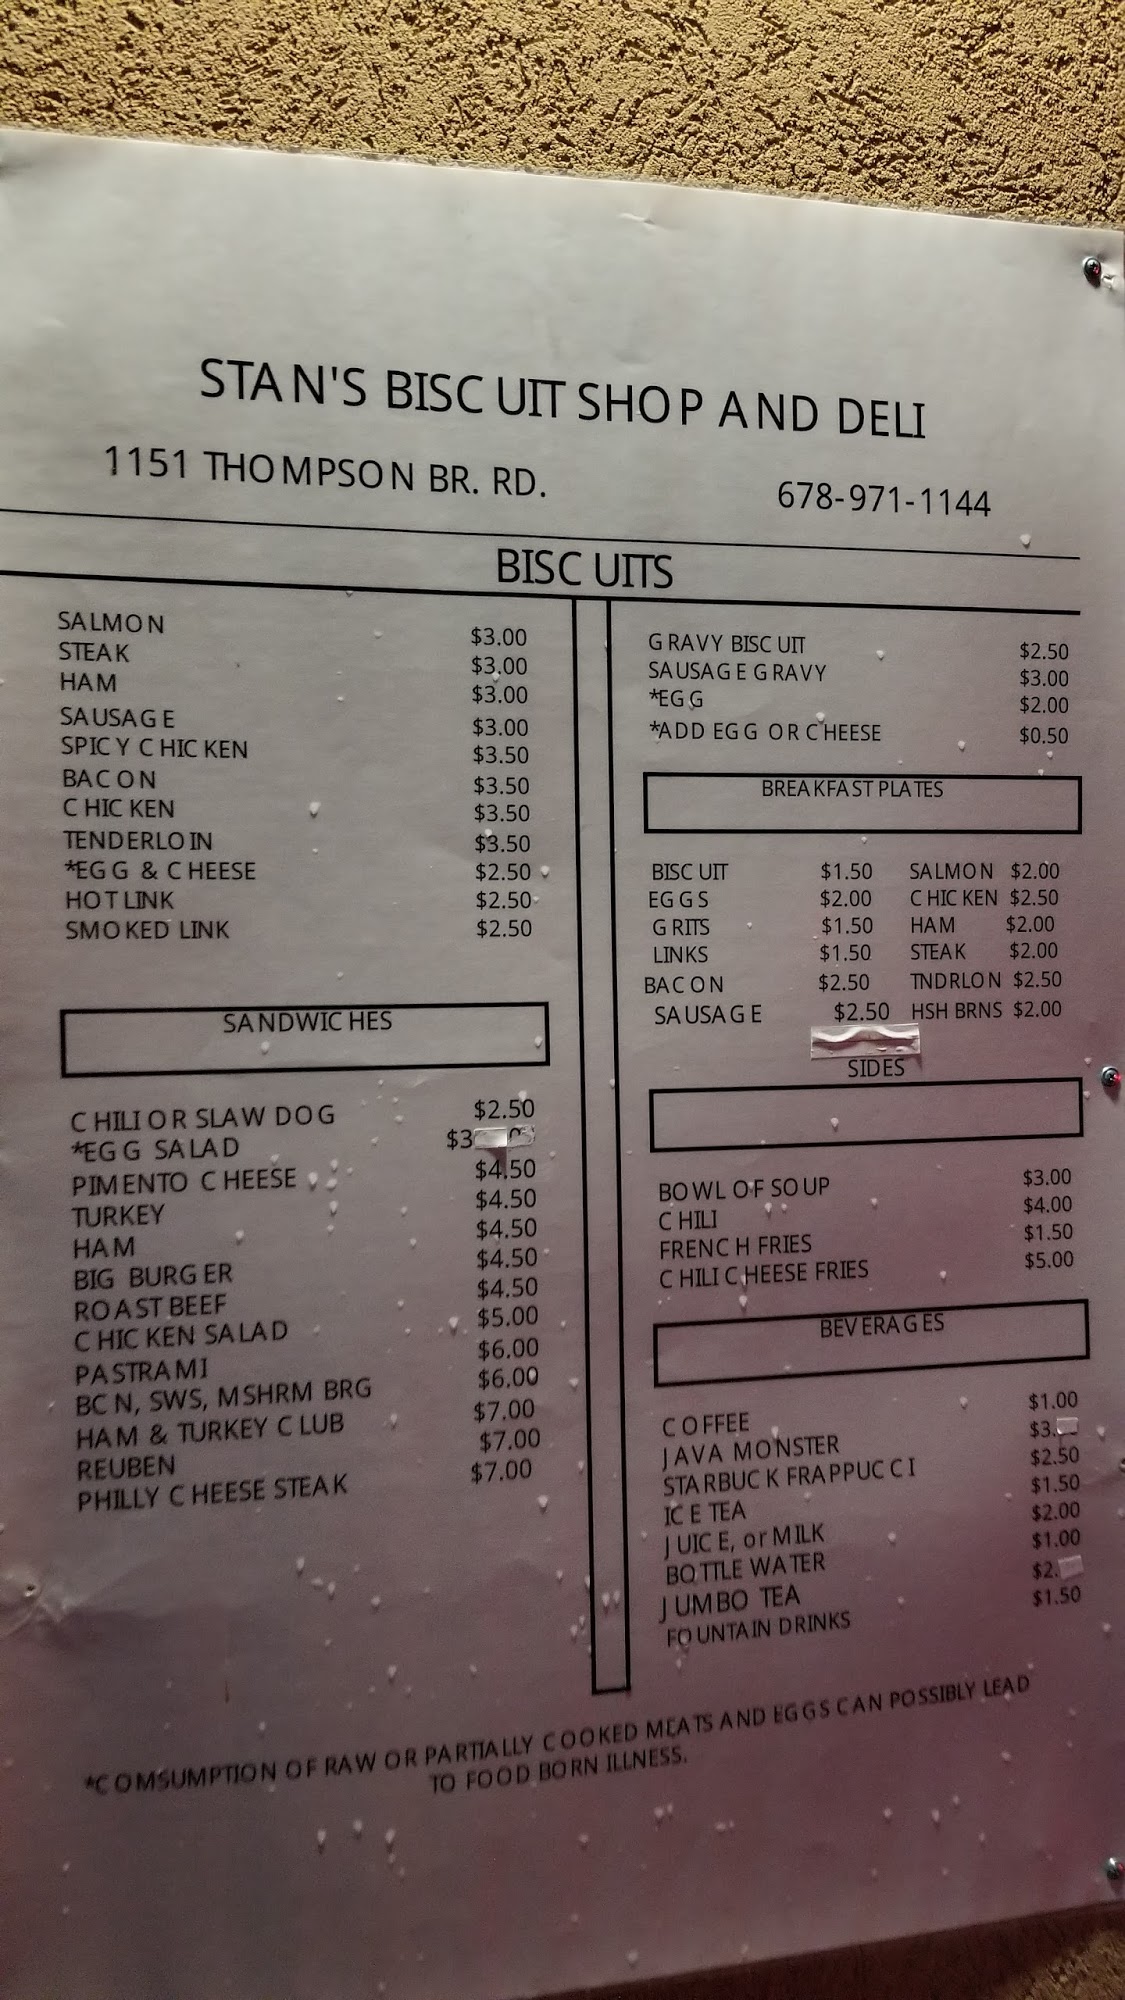 STAN'S BISCUIT SHOP AND DELI
1151 THOMPSON BR. RD. 678-971-1144
BISCUITS
SALMON $3.00
STEAK $3.00
HAM $3.00
SAUSAGE $3.00
SPICY CHICKEN $3.50
BACON $3.50
CHICKEN $3.50
TENDERLOIN $3.50
*EGG & CHEESE $2.50
HOT LINK $2.50
SMOKED LINK $2.50
SANDWICHES
CHILI OR SLAW DOG $2.50
*EGG SALAD $3
PIMENTO CHEESE $4.50
TURKEY $4.50
HAM $4.50
BIG BURGER $4.50
ROAST BEEF $4.50
CHICKEN SALAD $5.00
PASTRAMI $6.00
BCN, SWS, MSHRM BRG $6.00
HAM & TURKEY CLUB $7.00
REUBEN $7.00
PHILLY CHEESE STEAK $7.00
GRAVY BISCUIT $2.50
SAUSAGE GRAVY $3.00
*EGG $2.00
*ADD EGG OR CHEESE $0.50
BREAKFAST PLATES
BISCUIT $1.50 SALMON $2.00
EGGS $2.00 CHICKEN $2.50
GRITS $1.50 HAM $2.00
LINKS $1.50 STEAK $2.00
BACON $2.50 TNDRLON $2.50
SAUSAGE $2.50 HSH BRNS $2.00
SIDES
BOWL OF SOUP $3.00
CHILI $4.00
FRENCH FRIES $1.50
CHILI CHEESE FRIES $5.00
BEVERAGES
COFFEE $1.00
JAVA MONSTER $3.
STARBUCK FRAPPUCCI $2.50
ICE TEA $1.50
JUICE, or MILK $2.00
BOTTLE WATER $1.00
JUMBO TEA $2.
FOUNTAIN DRINKS $1.50
*COMSUMPTION OF RAW OR PARTIALLY COOKED MEATS AND EGGS CAN POSSIBLY LEAD
TO FOOD BORN ILLNESS.